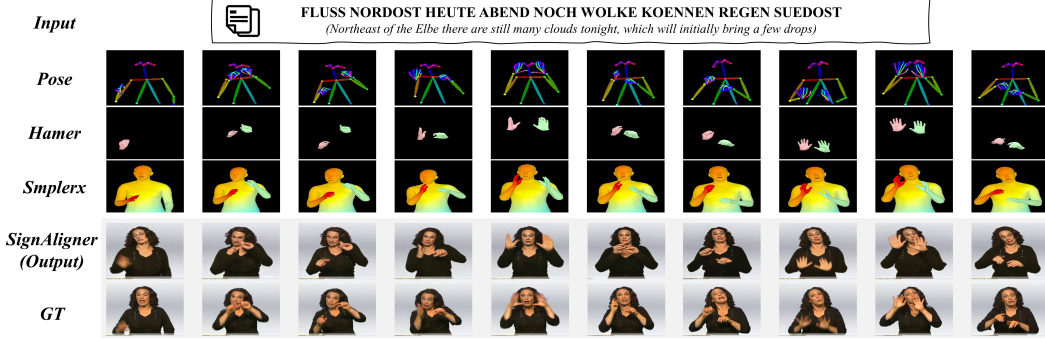 Input
FLUSS NORDOST HEUTE ABEND NOCH WOLKE KOENNEN REGEN SUEDOST
(Northeast of the Elbe there are still many clouds tonight, which will initially bring a few drops)
Pose
Hamer
Smplerx
SignAligner
(Output)
GT